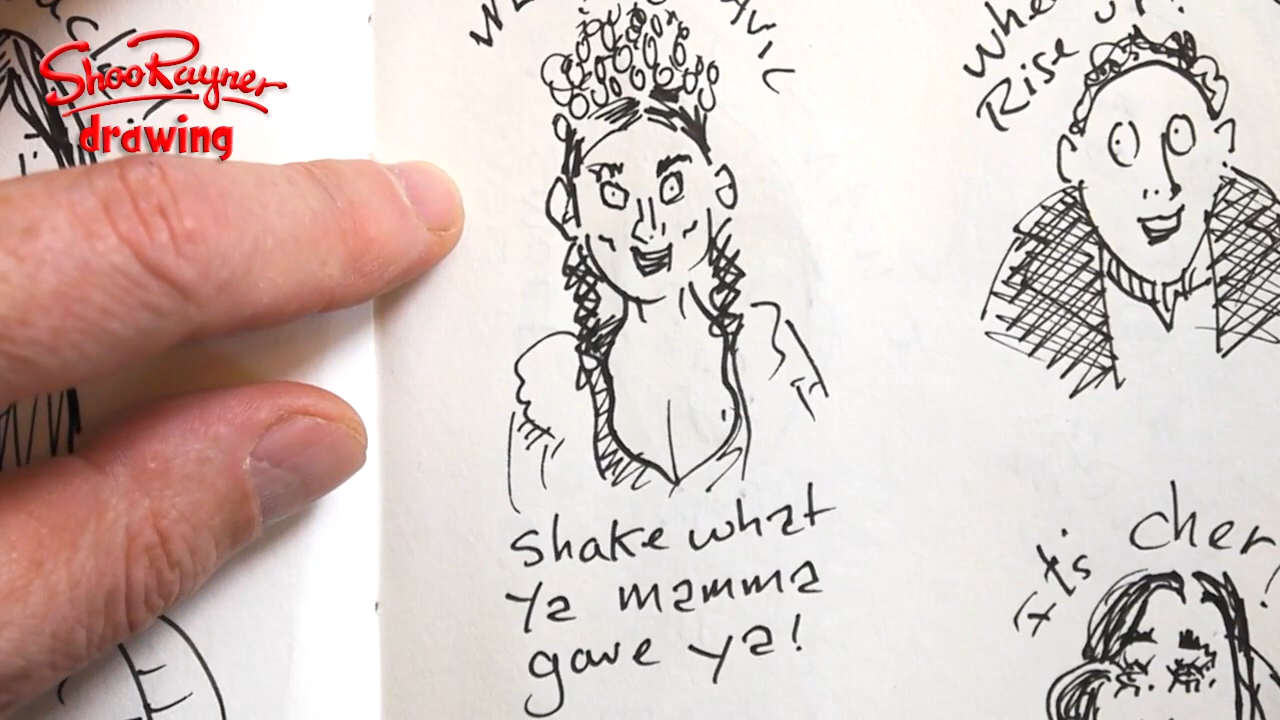 ShooRayner
drawing
Rise
Shake what
ya mamma
gave ya!
It's
Cher
!